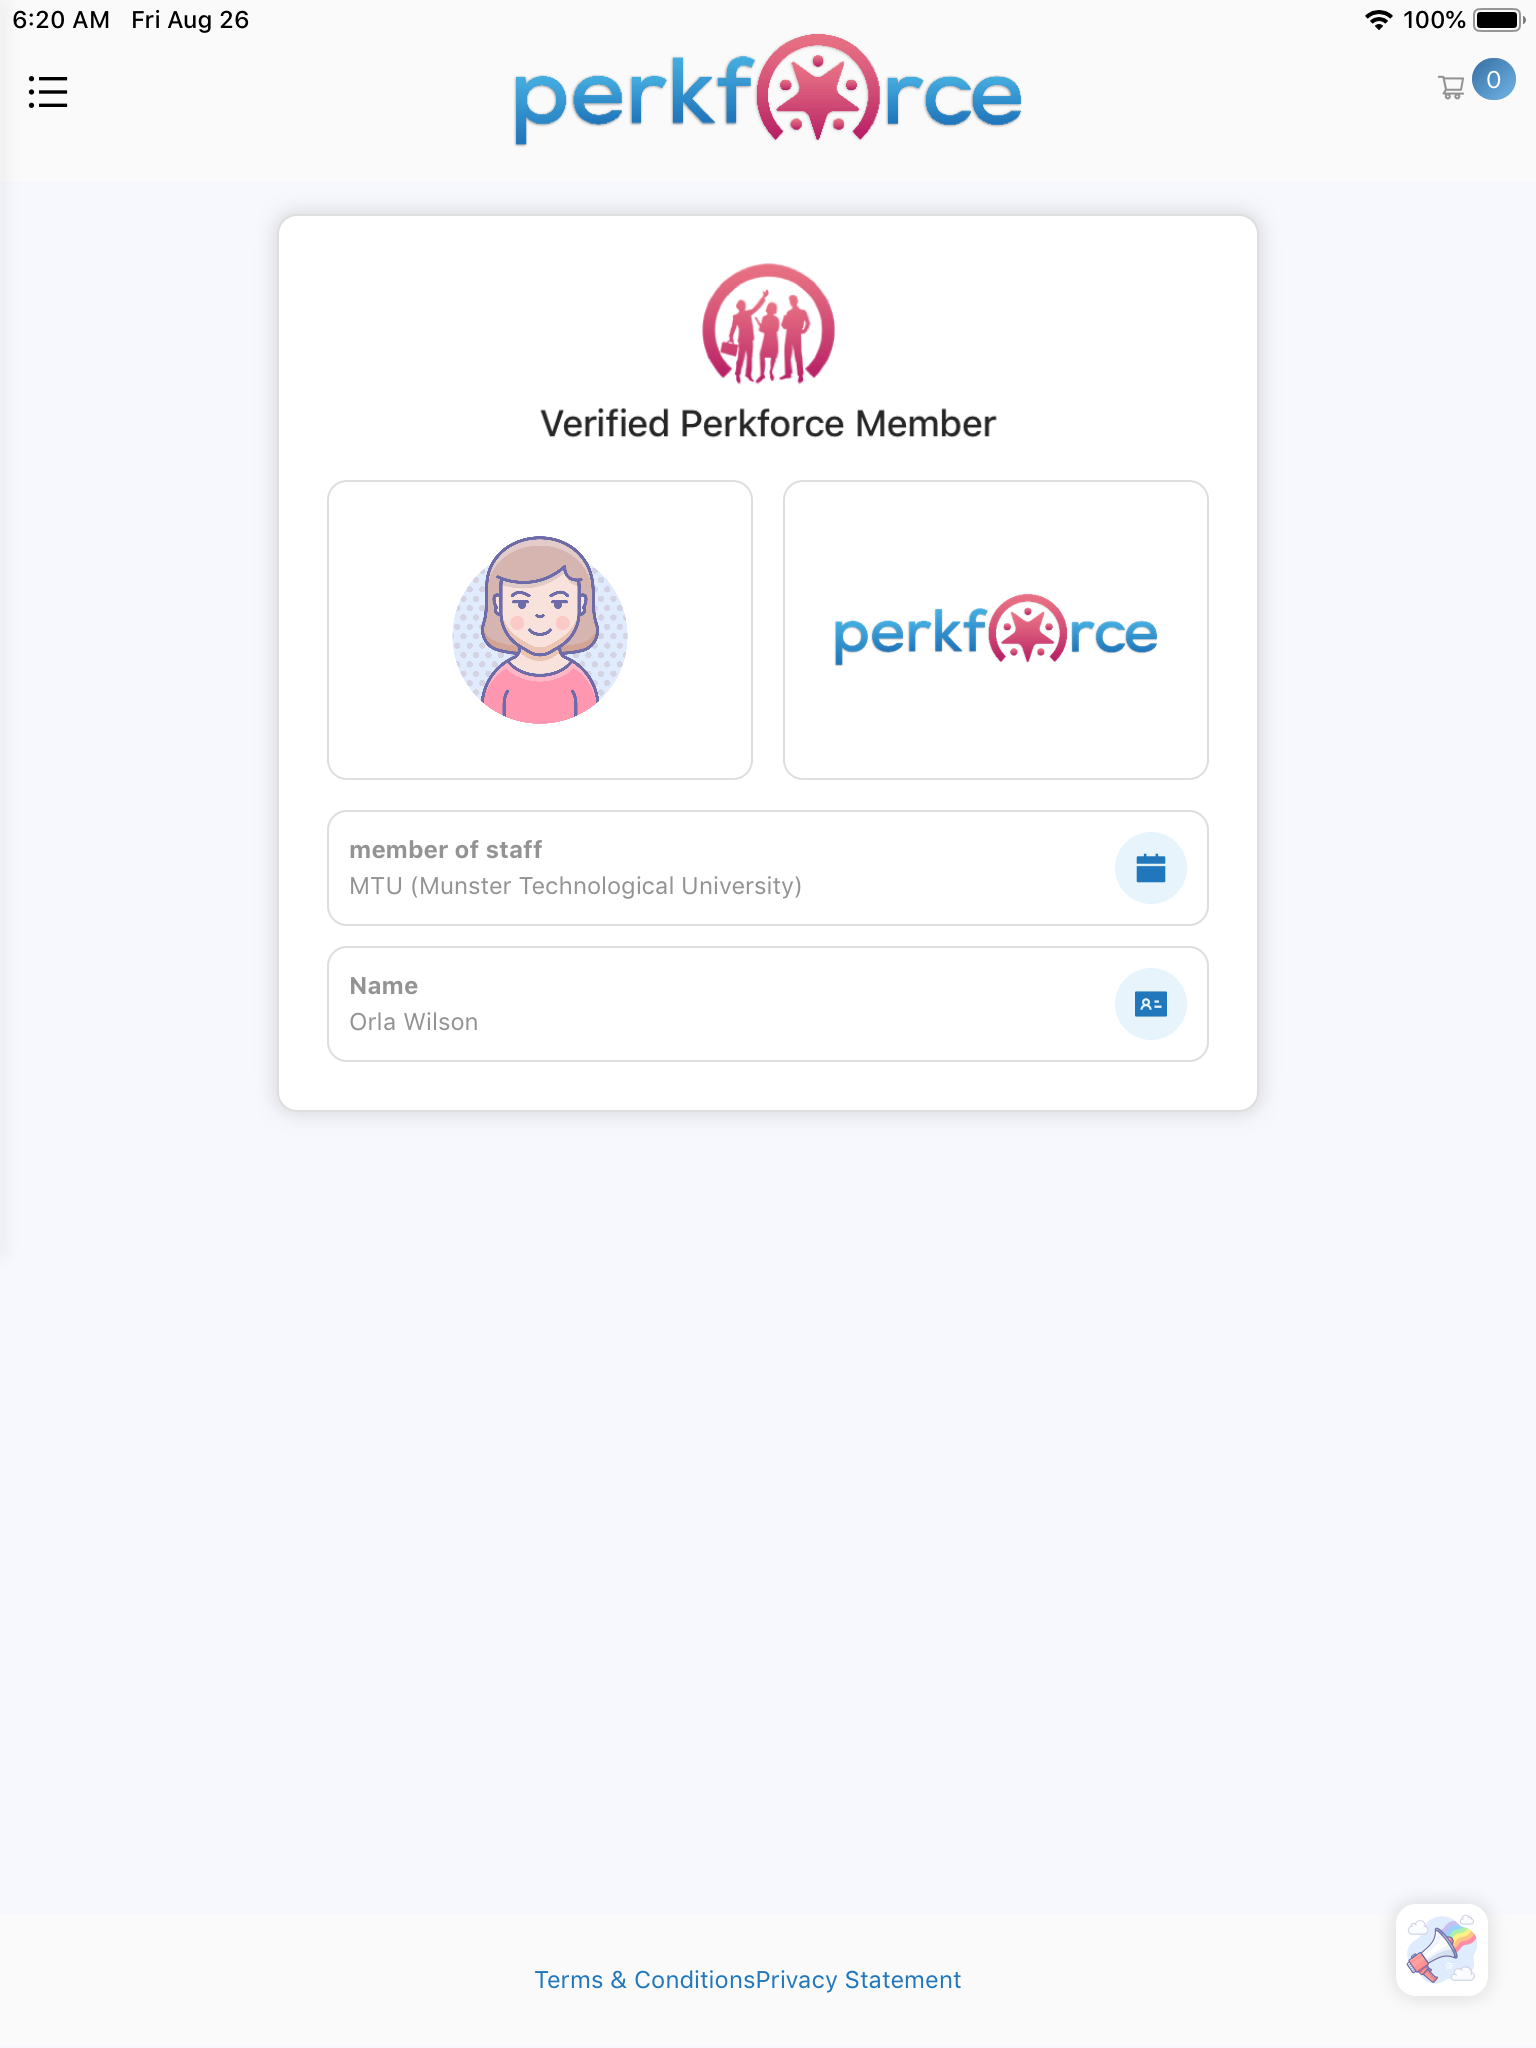 6:20 AM Fri Aug 26 100%
perkforce
0
Verified Perkforce Member
perkforce
member of staff
MTU (Munster Technological University)
Name
Orla Wilson
Terms & ConditionsPrivacy Statement